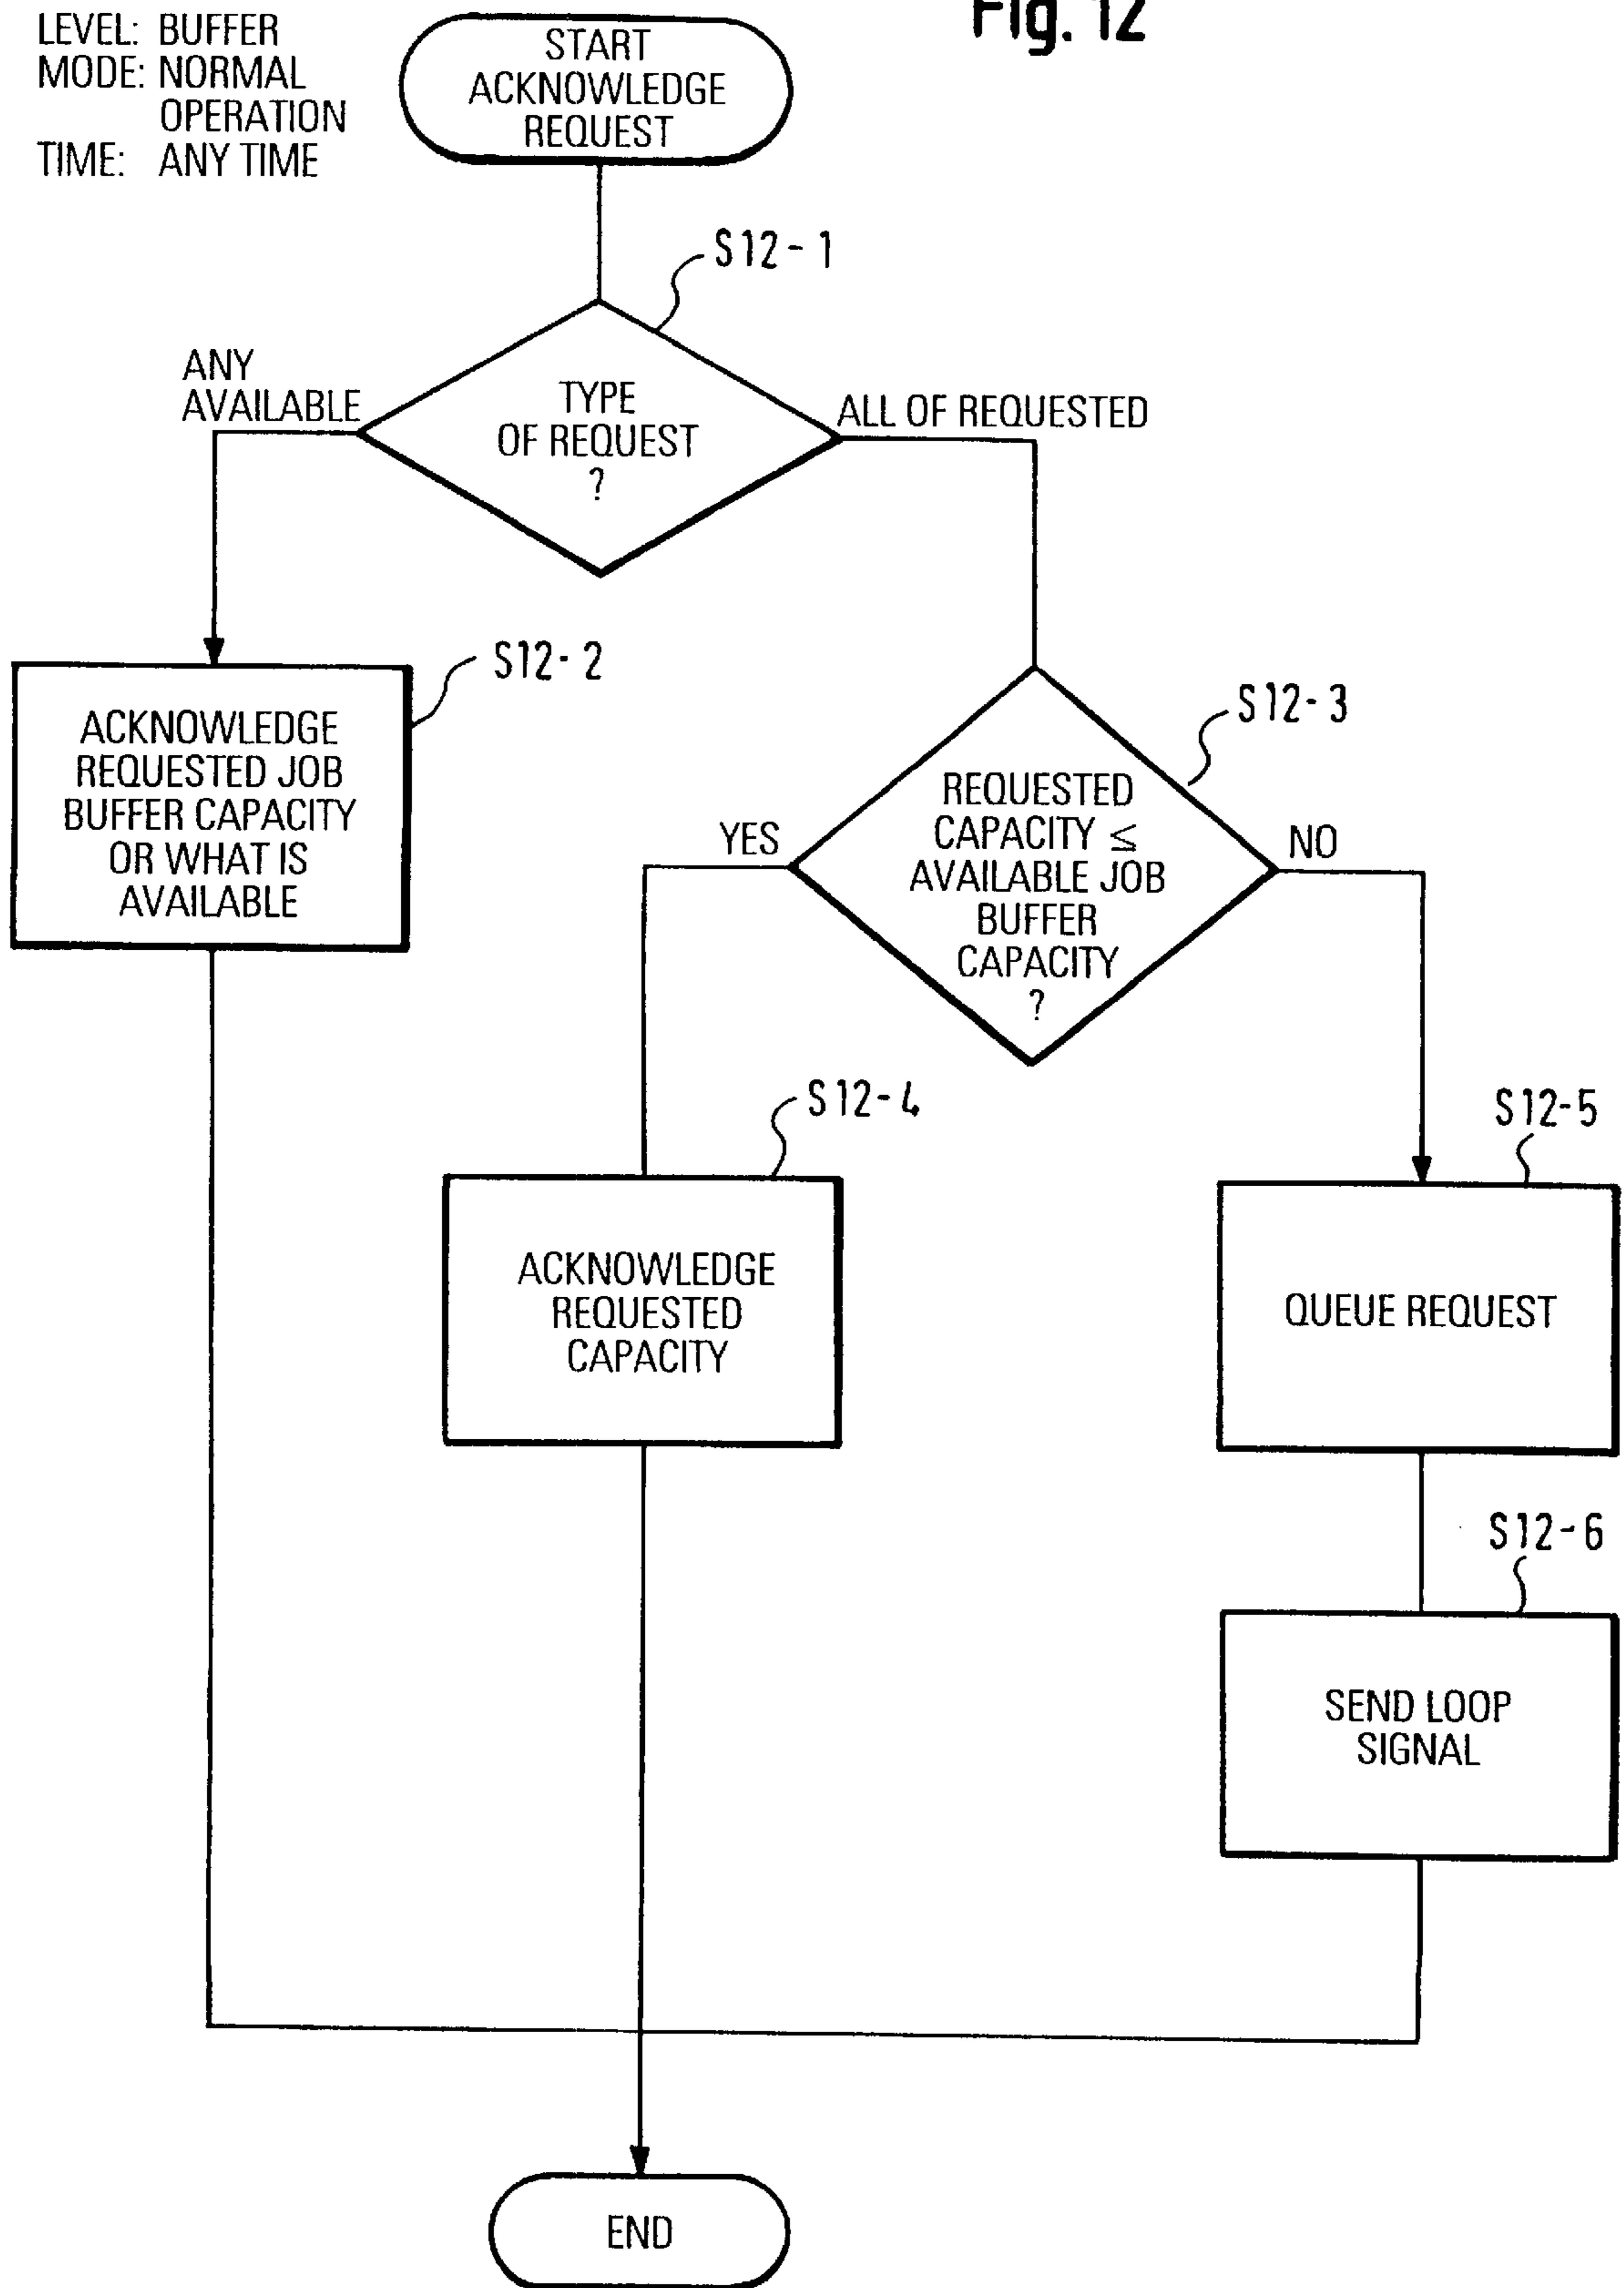 Fig. 12
LEVEL: BUFFER
MODE: NORMAL
OPERATION
TIME: ANY TIME
START
ACKNOWLEDGE
REQUEST
S12-1
ANY
AVAILABLE
TYPE
OF REQUEST
?
ALL OF REQUESTED
S12-2
ACKNOWLEDGE
REQUESTED JOB
BUFFER CAPACITY
OR WHAT IS
AVAILABLE
S12-3
REQUESTED
CAPACITY ≤
AVAILABLE JOB
BUFFER
CAPACITY
?
YES
NO
S12-4
ACKNOWLEDGE
REQUESTED
CAPACITY
S12-5
QUEUE REQUEST
S12-6
SEND LOOP
SIGNAL
END